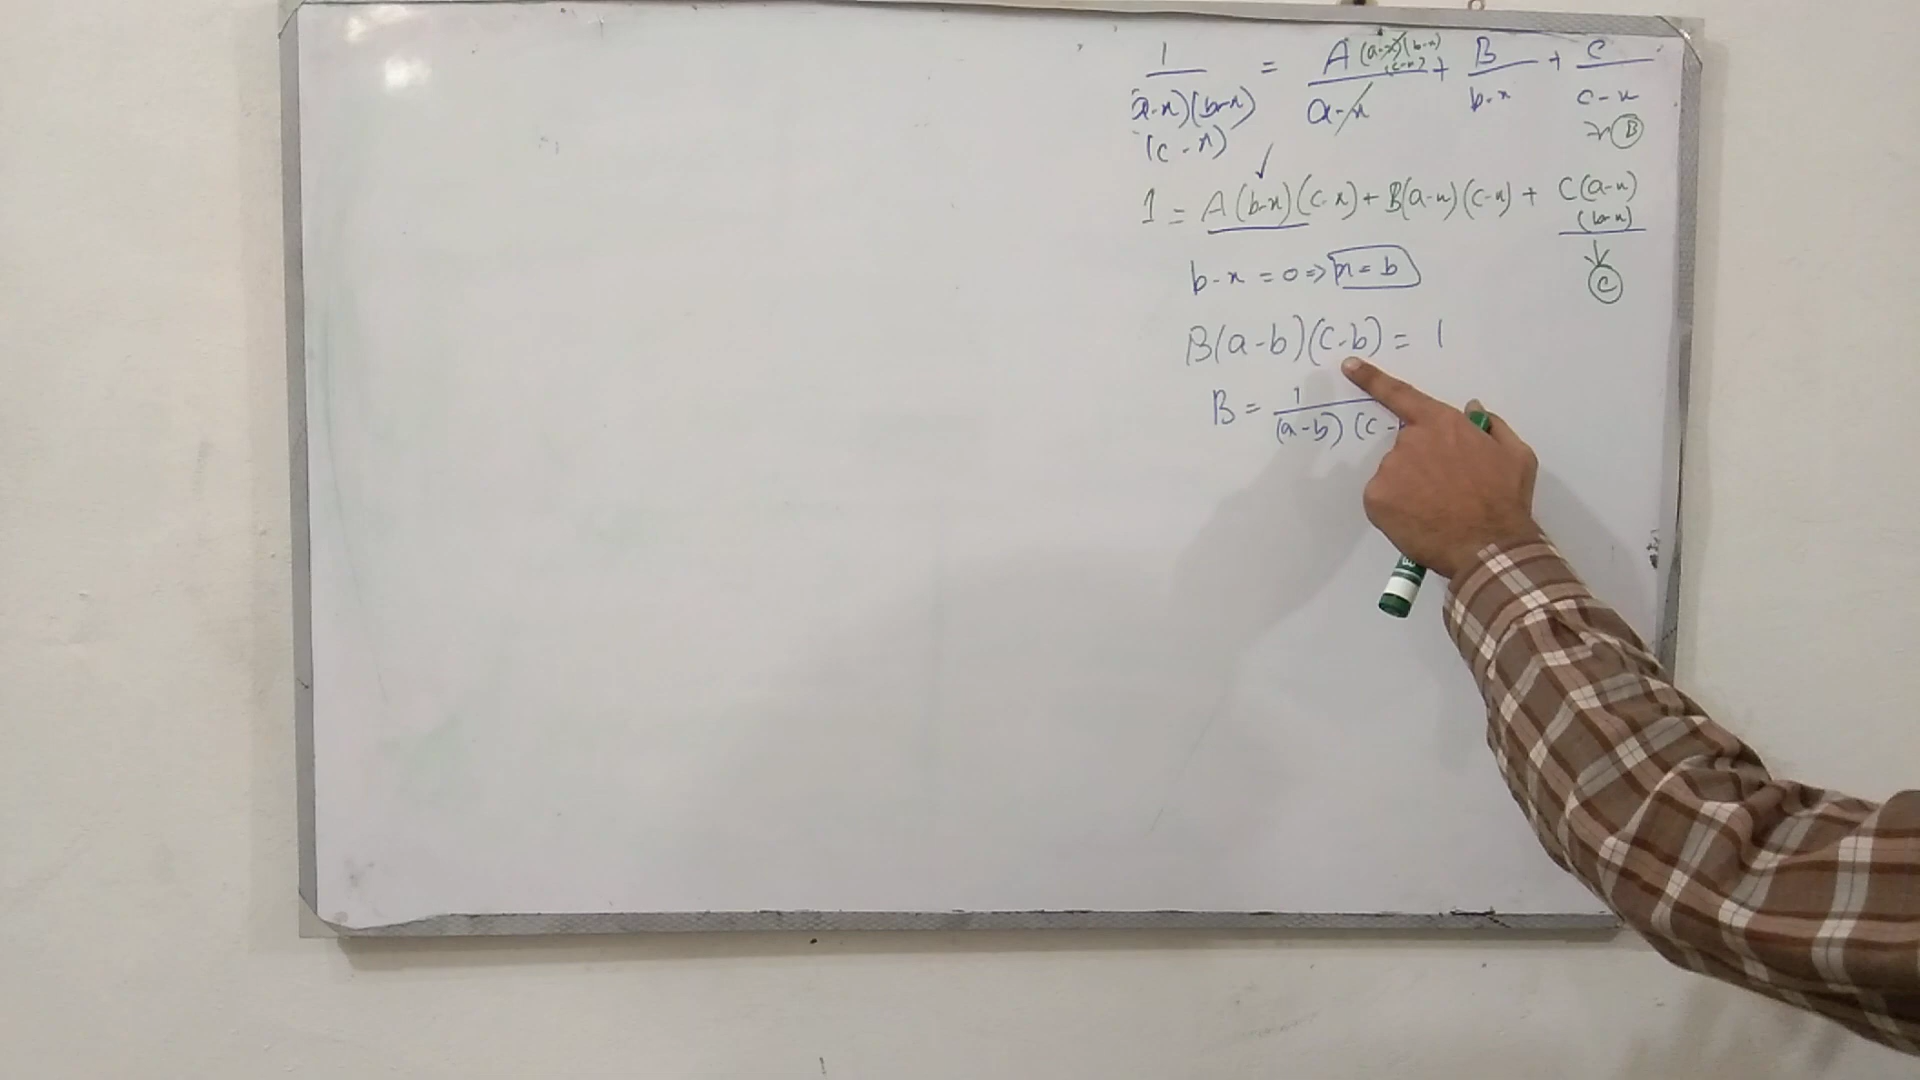 1/(a-x)(b-x)(c-x) = A(a-x)(b-x)(c-x)/a-x + B/b-x + C/c-x
B
1 = A(b-x)(c-x) + B(a-x)(c-x) + C(a-x)(b-x)
b-x = 0 ⇒ x = b
C
B(a-b)(c-b) = 1
B = 1/(a-b)(c-